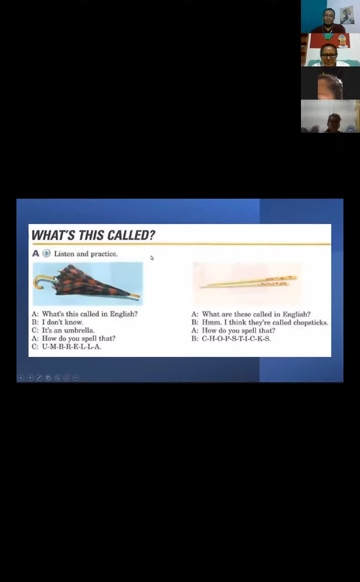 WHAT'S THIS CALLED?
A Listen and practice.
A: What's this called in English?
B: I don't know.
C: It's an umbrella.
A: How do you spell that?
C: U-M-B-R-E-L-L-A.
A: What are these called in English?
B: Hmm. I think they're called chopsticks.
A: How do you spell that?
B: C-H-O-P-S-T-I-C-K-S.